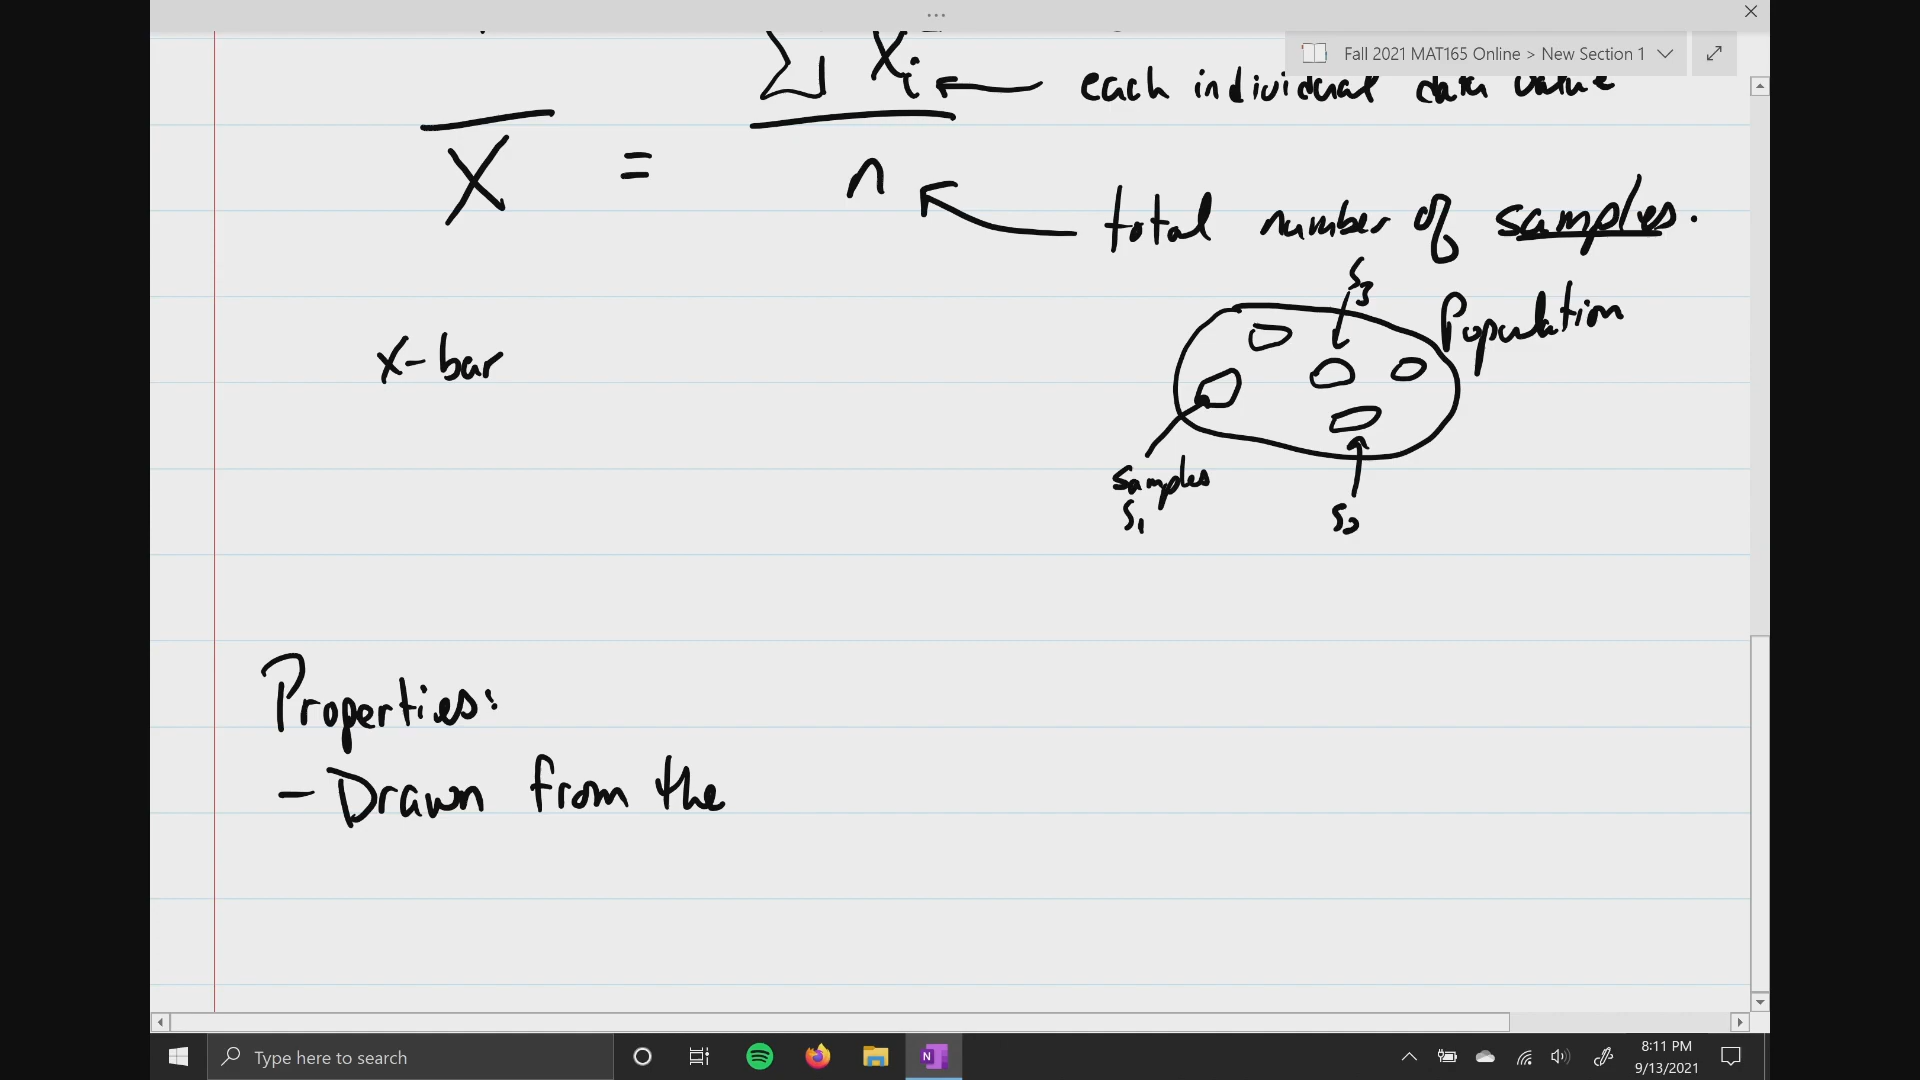 Fall 2021 MAT165 Online > New Section 1
∑ Xi ← each individual data value
X̄ = n ← total number of samples.
S3
Population
X-bar
Samples
S1
S2
Properties:
- Drawn from the
Type here to search
8:11 PM
9/13/2021